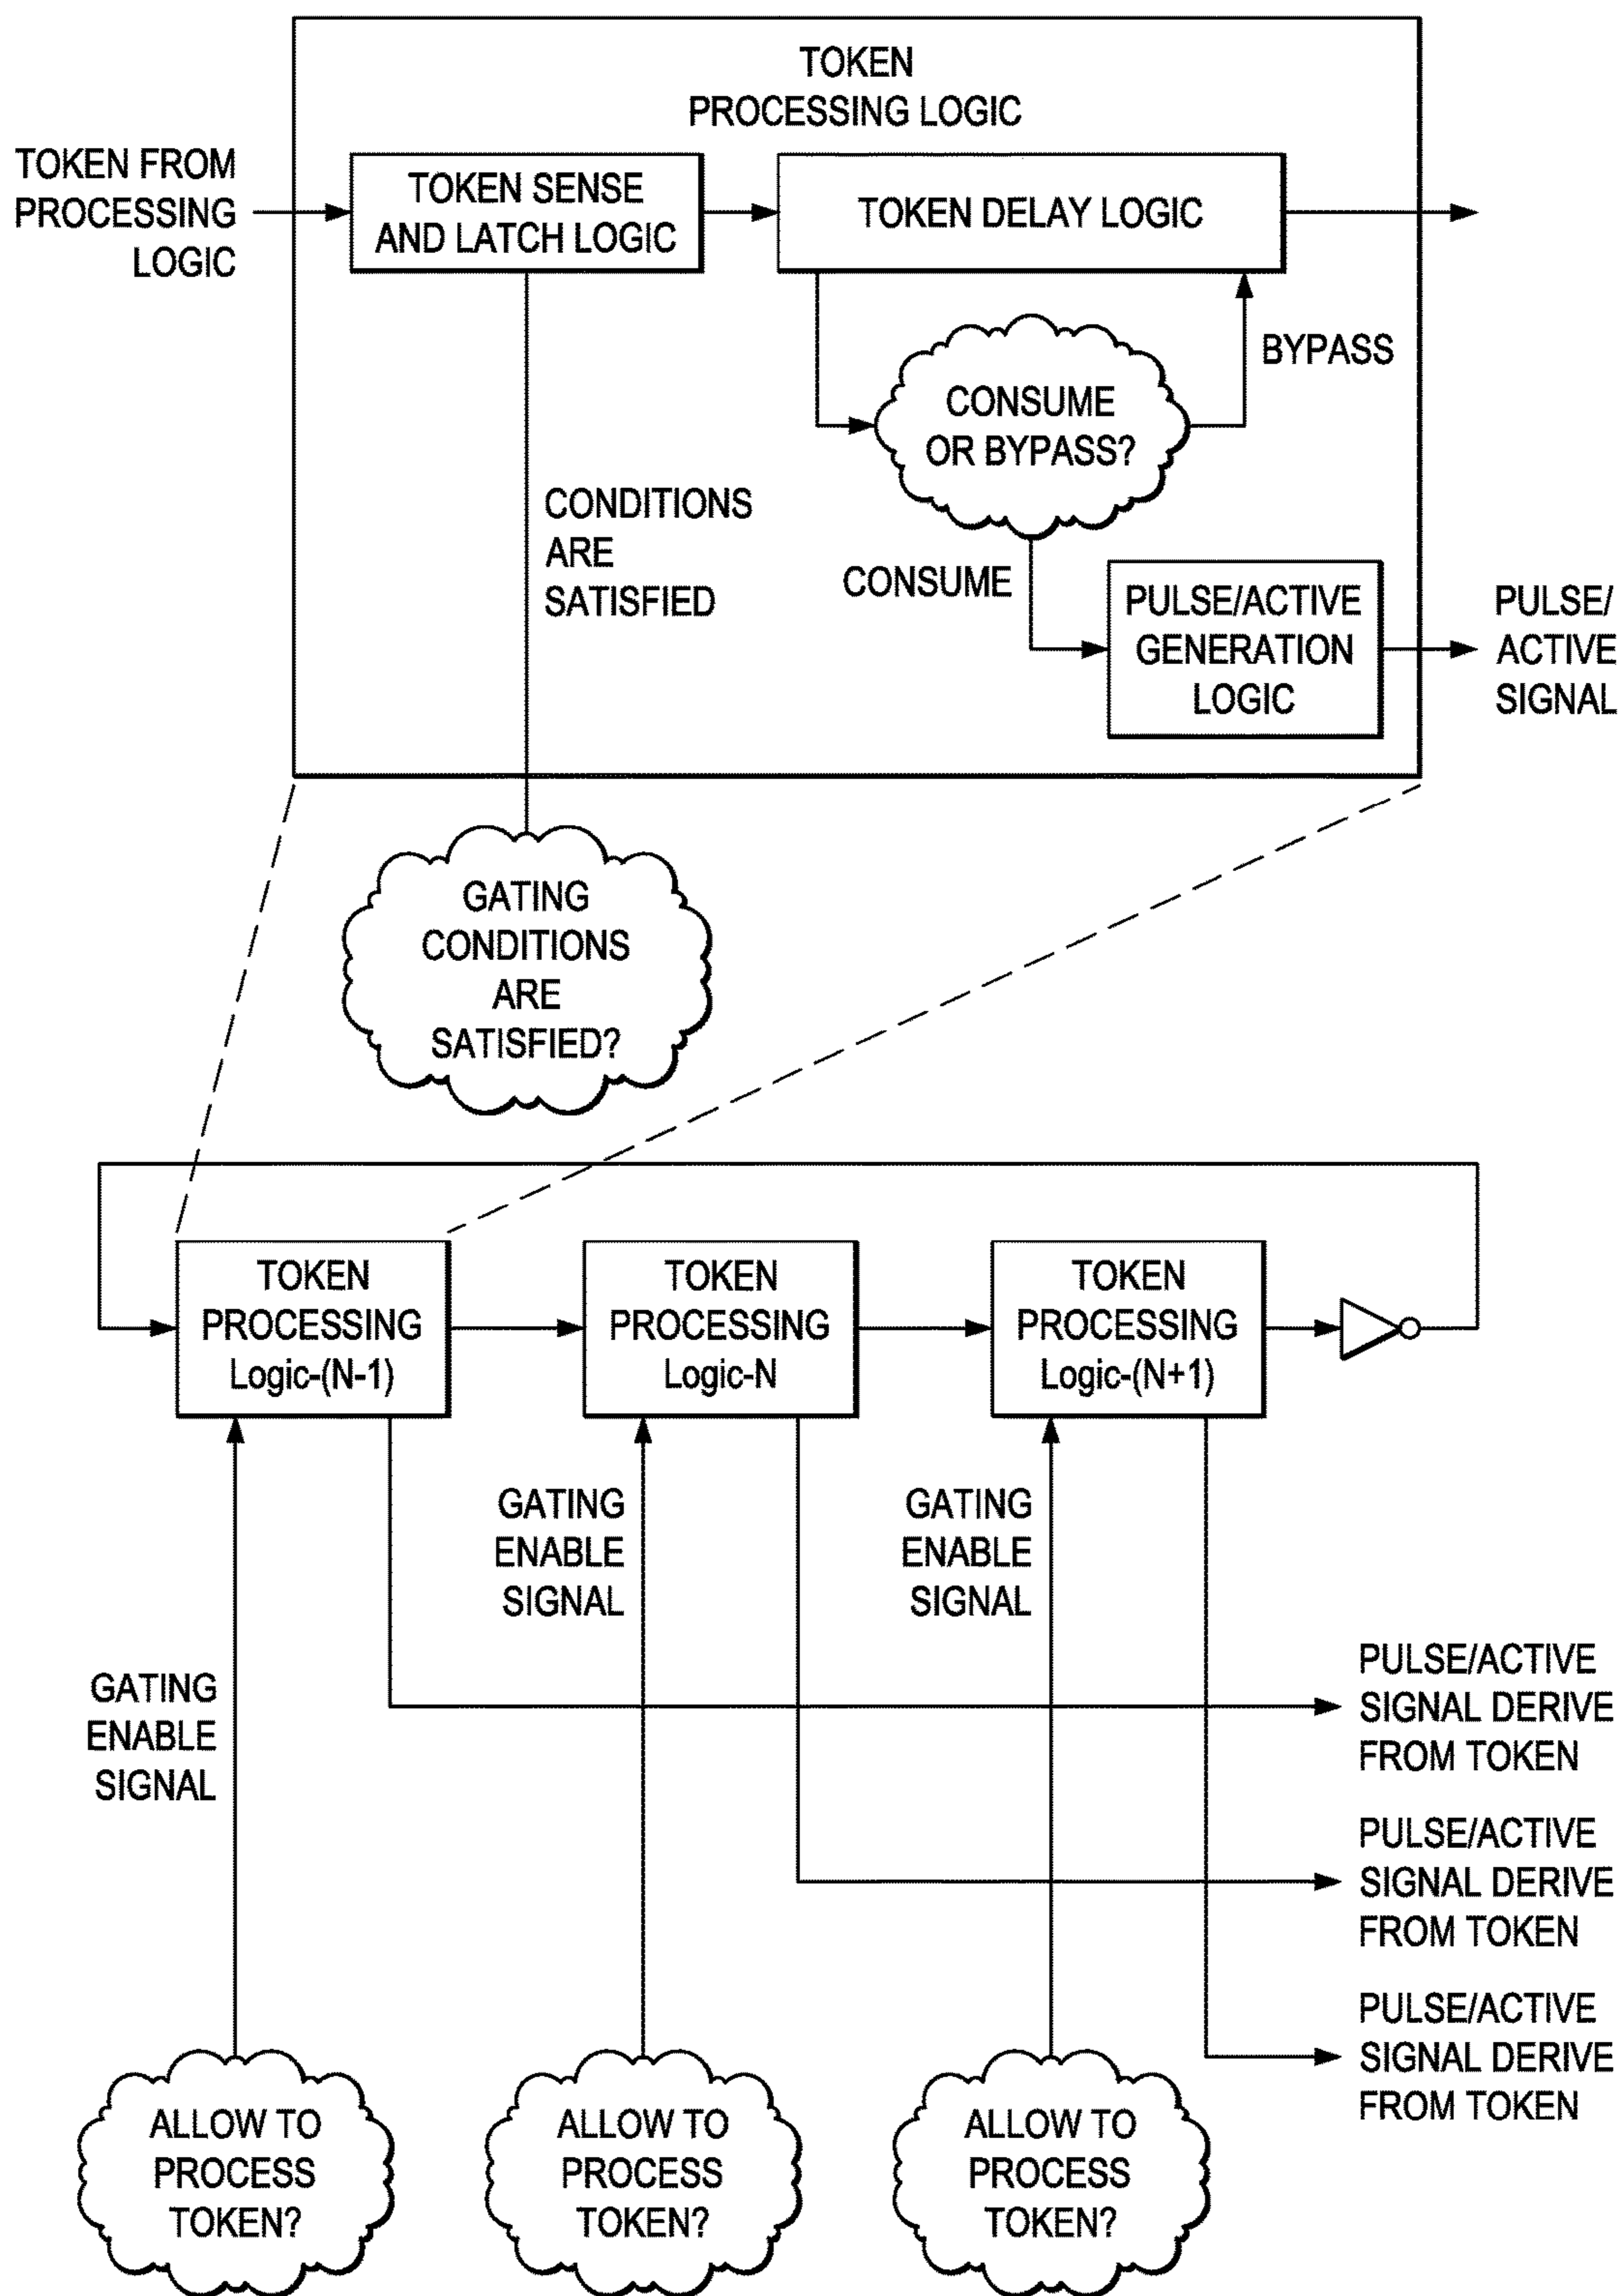 TOKEN
PROCESSING LOGIC
TOKEN FROM
PROCESSING
LOGIC
TOKEN SENSE
AND LATCH LOGIC
TOKEN DELAY LOGIC
BYPASS
CONSUME
OR BYPASS?
CONDITIONS
ARE
SATISFIED
CONSUME
PULSE/ACTIVE
GENERATION
LOGIC
PULSE/
ACTIVE
SIGNAL
GATING
CONDITIONS
ARE
SATISFIED?
TOKEN
PROCESSING
Logic-(N-1)
TOKEN
PROCESSING
Logic-N
TOKEN
PROCESSING
Logic-(N+1)
GATING
ENABLE
SIGNAL
GATING
ENABLE
SIGNAL
GATING
ENABLE
SIGNAL
PULSE/ACTIVE
SIGNAL DERIVE
FROM TOKEN
PULSE/ACTIVE
SIGNAL DERIVE
FROM TOKEN
PULSE/ACTIVE
SIGNAL DERIVE
FROM TOKEN
ALLOW TO
PROCESS
TOKEN?
ALLOW TO
PROCESS
TOKEN?
ALLOW TO
PROCESS
TOKEN?